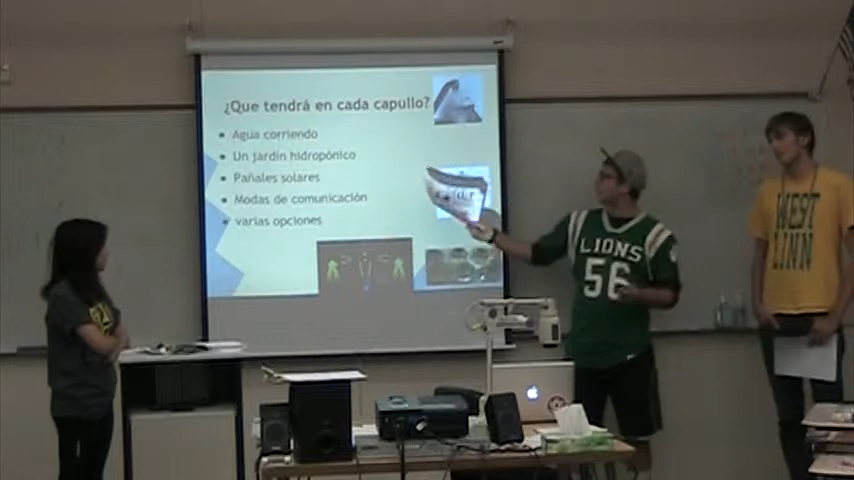 ¿Que tendrá en cada capullo?
Agua corriendo
Un jardin hidropónico
Pañales solares
Modas de comunicación
varias opciones
LIONS
56
WEST
LINN